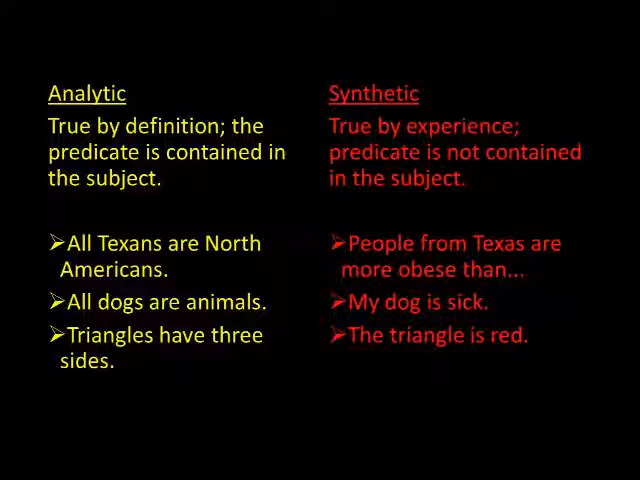 Analytic
True by definition; the
predicate is contained in
the subject.
➢All Texans are North
Americans.
➢All dogs are animals.
➢Triangles have three
sides.
Synthetic
True by experience;
predicate is not contained
in the subject.
➢People from Texas are
more obese than...
➢My dog is sick.
➢The triangle is red.